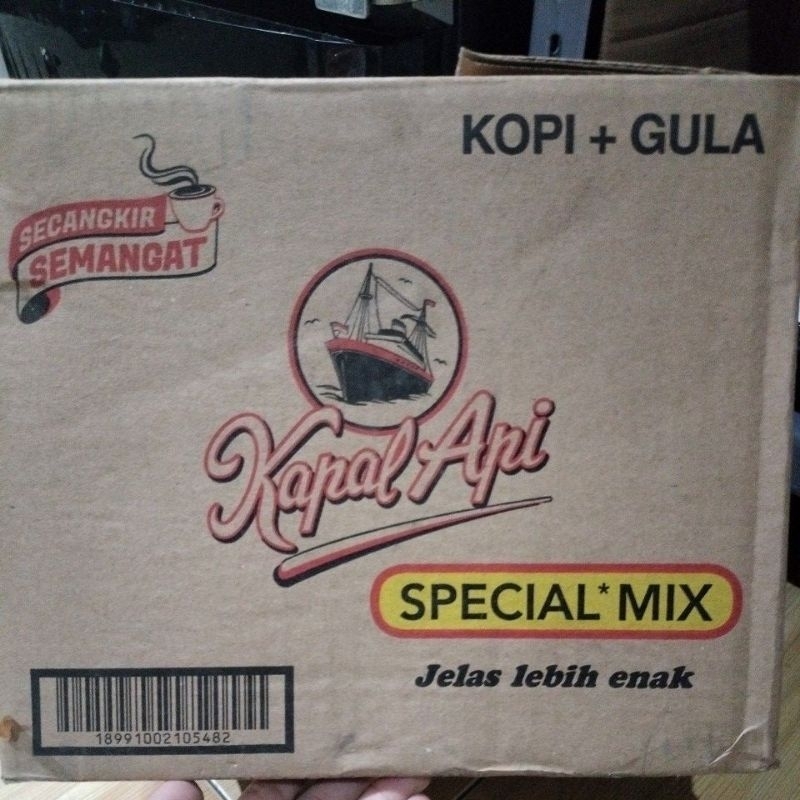 KOPI + GULA
SECANGKIR
SEMANGAT
Kapal Api
SPECIAL* MIX
Jelas lebih enak
18991002105482